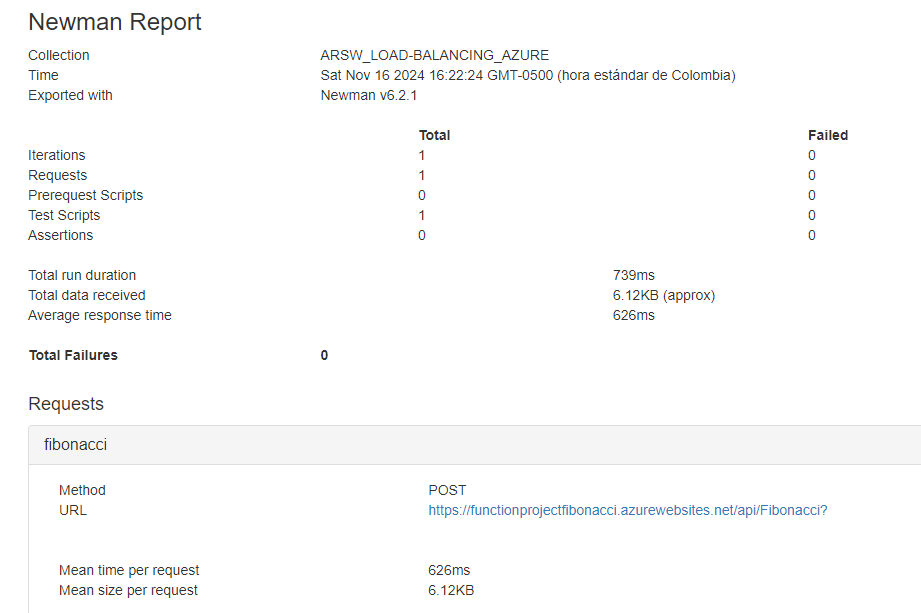 Newman Report
Collection ARSW_LOAD-BALANCING_AZURE
Time Sat Nov 16 2024 16:22:24 GMT-0500 (hora estándar de Colombia)
Exported with Newman v6.2.1
Total Failed
Iterations 1 0
Requests 1 0
Prerequest Scripts 0 0
Test Scripts 1 0
Assertions 0 0
Total run duration 739ms
Total data received 6.12KB (approx)
Average response time 626ms
Total Failures 0
Requests
fibonacci
Method POST
URL https://functionprojectfibonacci.azurewebsites.net/api/Fibonacci?
Mean time per request 626ms
Mean size per request 6.12KB